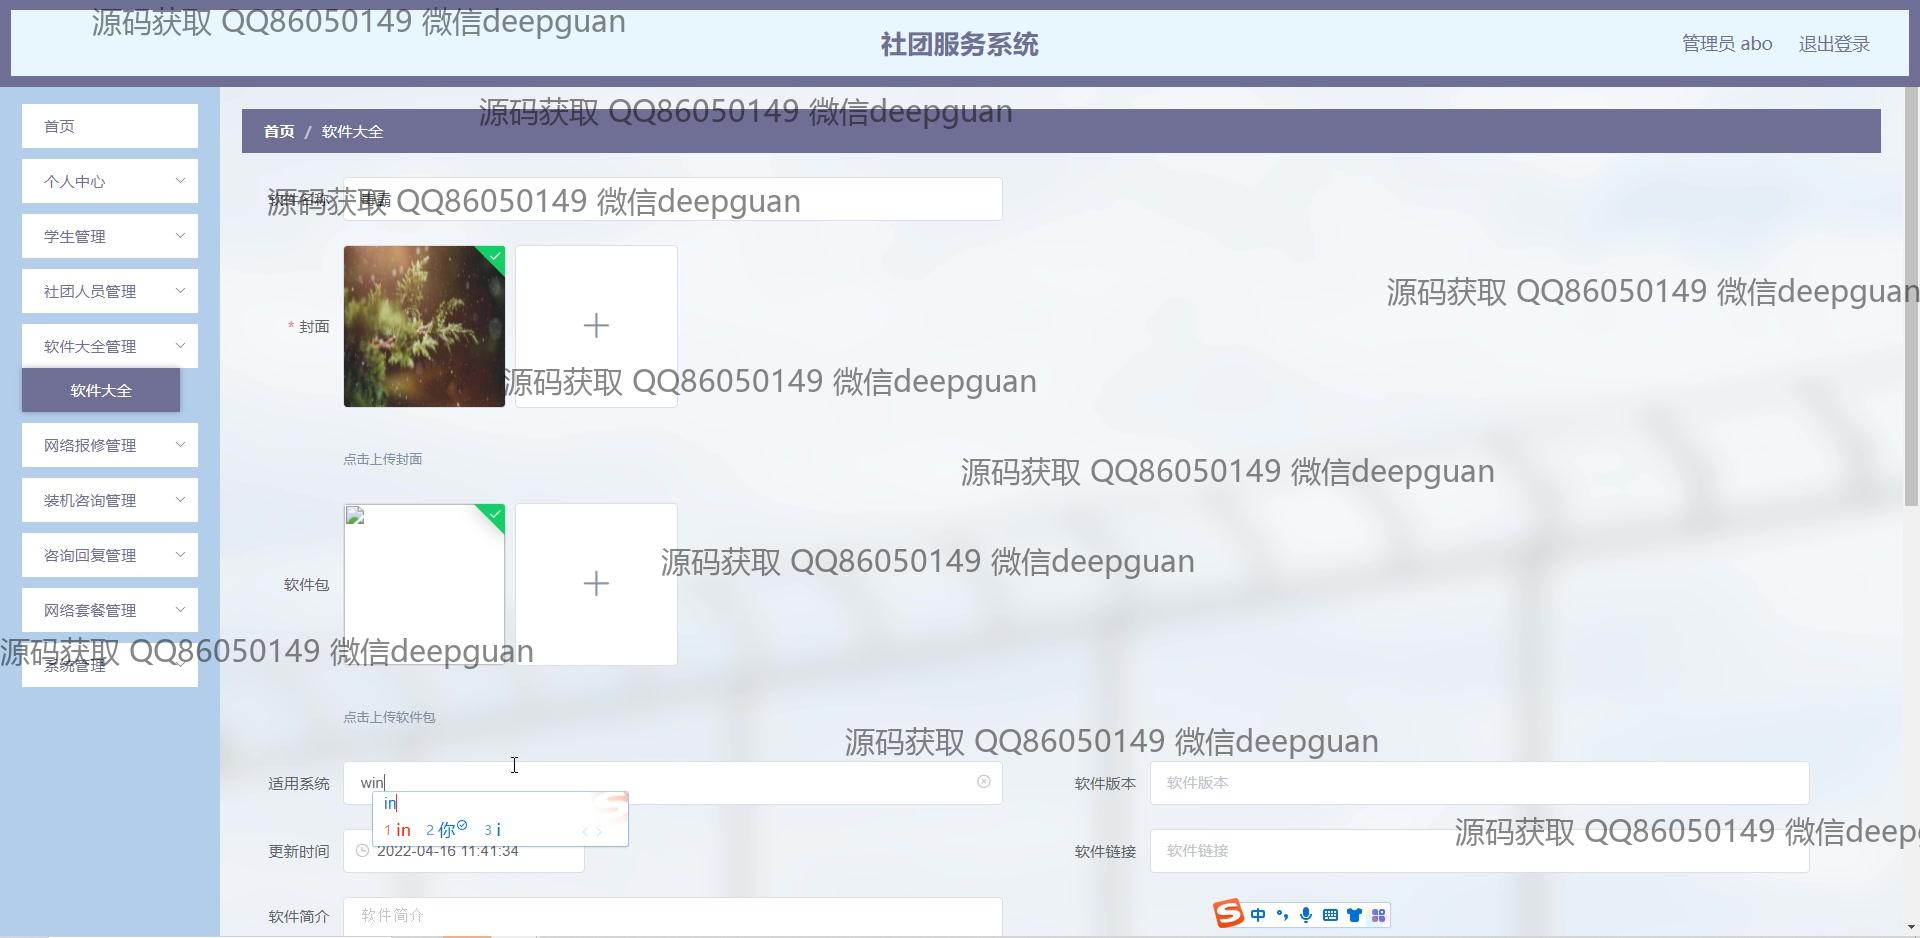 源码获取 QQ86050149 微信deepguan
社团服务系统
管理员 abo 退出登录
源码获取 QQ86050149 微信deepguan
首页 / 软件大全
首页
个人中心
学生管理
社团人员管理
软件大全管理
软件大全
网络报修管理
装机咨询管理
咨询回复管理
网络套餐管理
系统管理
软件名称
源码获取 QQ86050149 微信deepguan
源码获取 QQ86050149 微信deepguan
* 封面
源码获取 QQ86050149 微信deepguan
点击上传封面
源码获取 QQ86050149 微信deepguan
源码获取 QQ86050149 微信deepguan
软件包
源码获取 QQ86050149 微信deepguan
点击上传软件包
源码获取 QQ86050149 微信deepguan
适用系统 win
软件版本 软件版本
in
1 in 2 你 3 i
源码获取 QQ86050149 微信deep
更新时间 2022-04-16 11:41:34
软件链接 软件链接
软件简介 软件简介
中